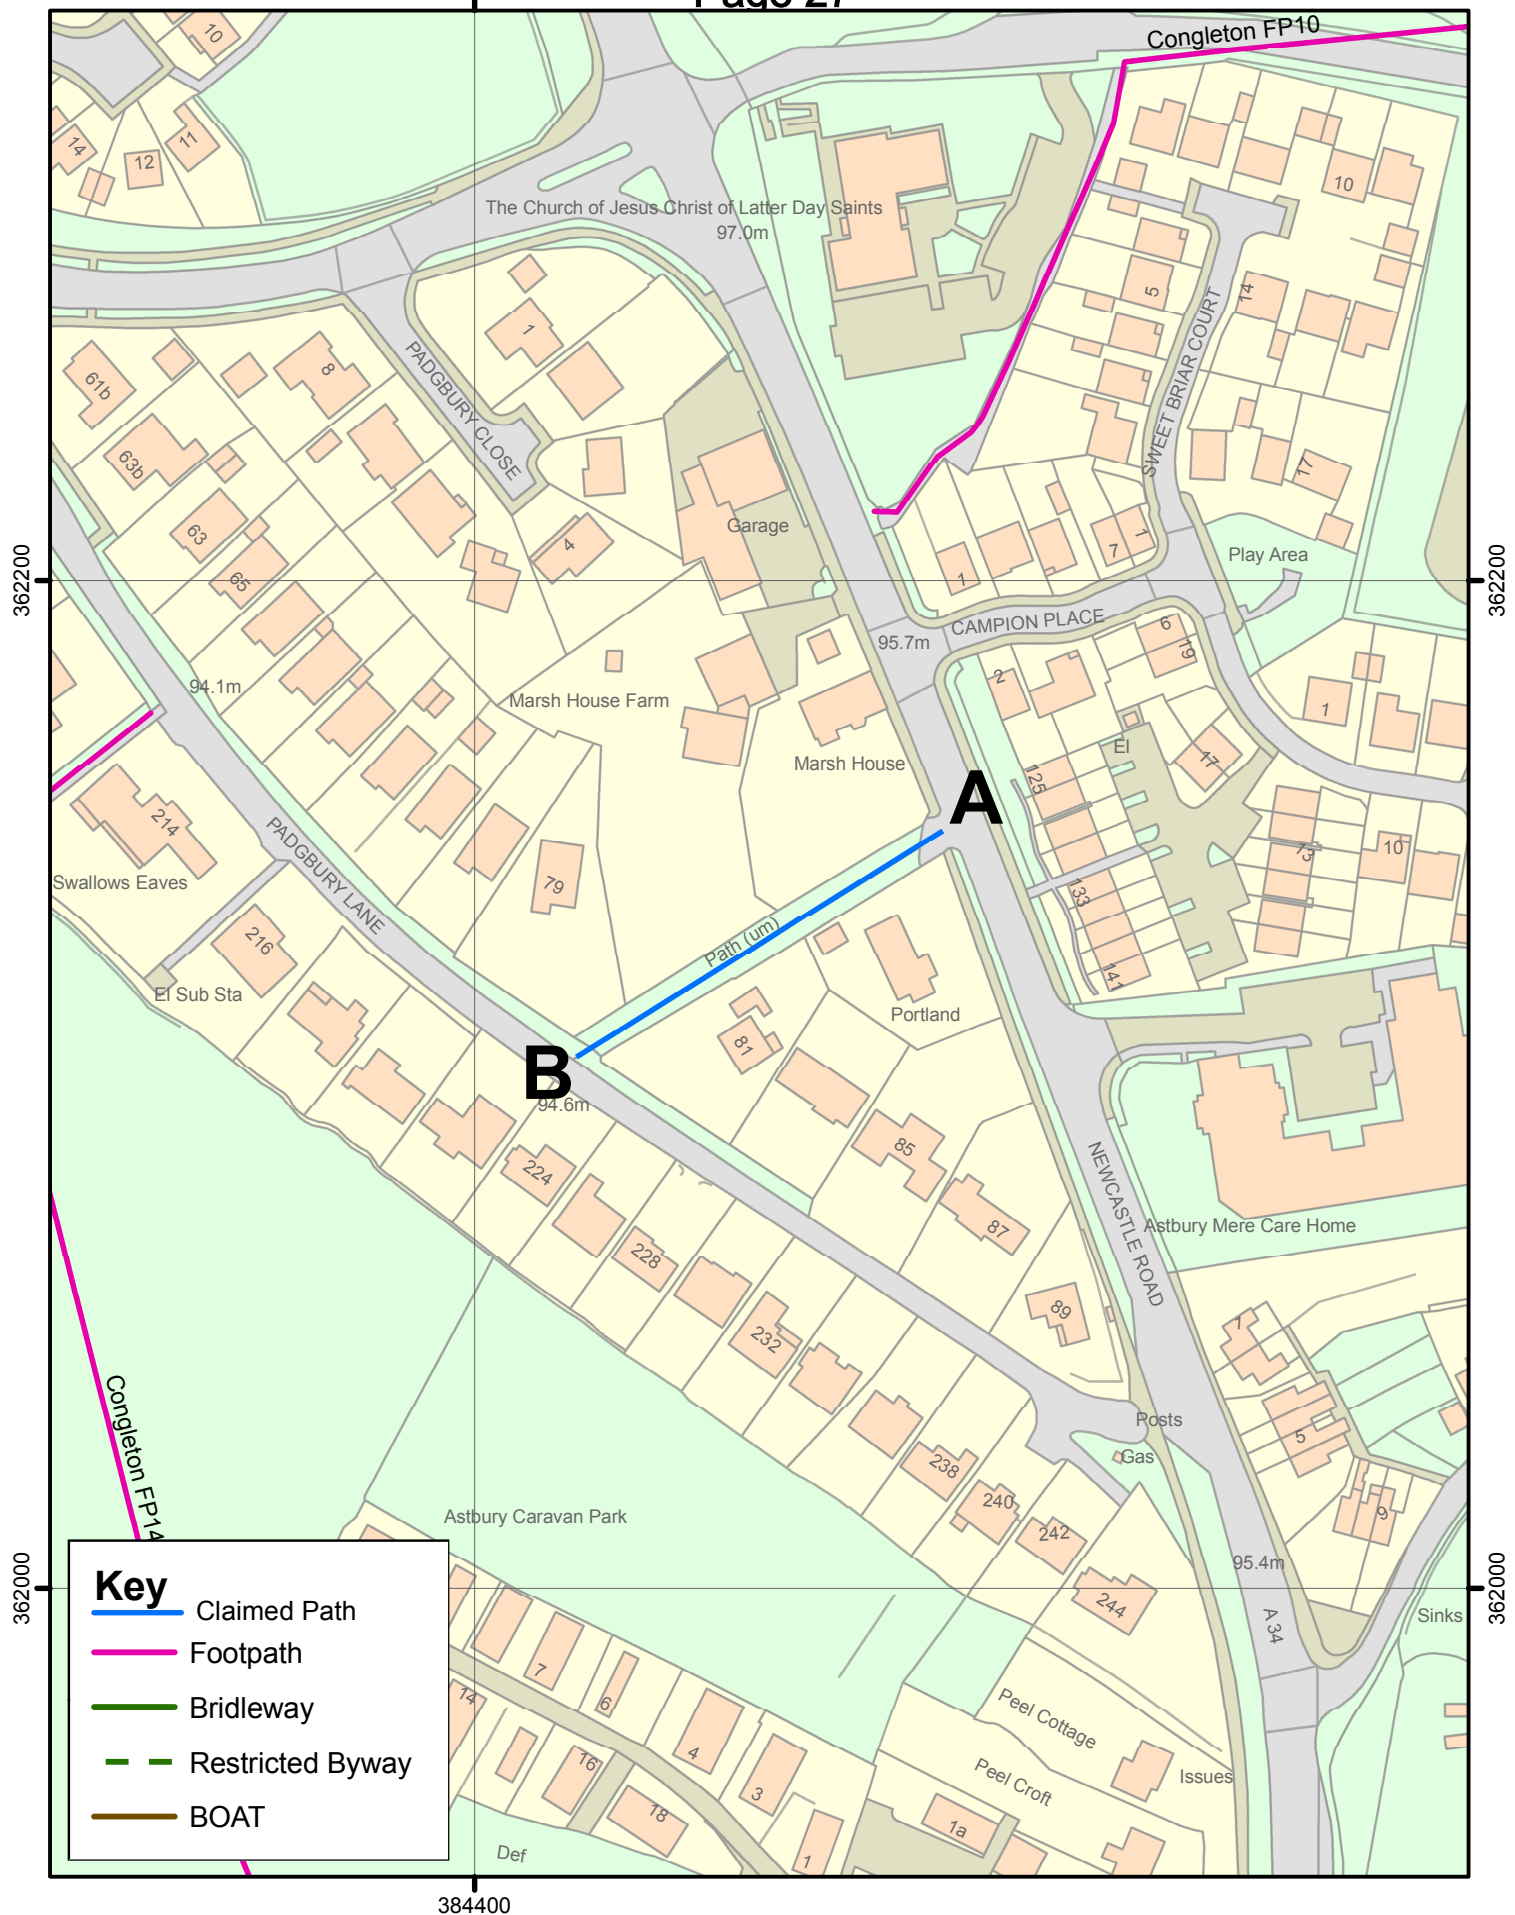 Page 27
Congleton FP10
10
14
12
11
10
The Church of Jesus Christ of Latter Day Saints
97.0m
5
14
1
8
PADGBURY CLOSE
SWEET BRIAR COURT
61b
63b
17
63
65
4
Garage
1
7
1
Play Area
362200
362200
CAMPION PLACE
95.7m
6
19
2
94.1m
Marsh House Farm
1
El
Marsh House
17
125
A
214
PADGBURY LANE
Swallows Eaves
79
133
73
10
216
Path (um)
141
El Sub Sta
Portland
81
B
94.6m
85
224
NEWCASTLE ROAD
87
228
Astbury Mere Care Home
89
232
1
Congleton FP14
Posts
5
Gas
238
240
242
9
Astbury Caravan Park
95.4m
244
362000
362000
A 34
Sinks
Key
Claimed Path
Footpath
Bridleway
Restricted Byway
BOAT
7
6
14
4
16
3
18
1
Peel Cottage
Peel Croft
Issues
1a
Def
384400